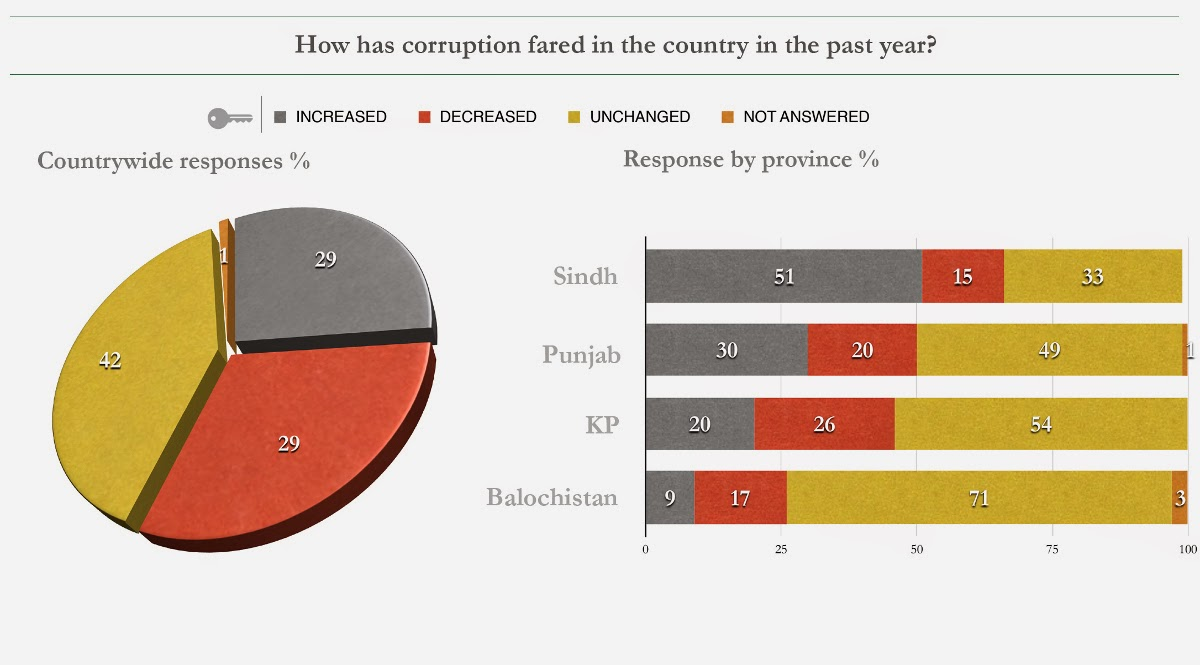 How has corruption fared in the country in the past year?
INCREASED DECREASED UNCHANGED NOT ANSWERED
Countrywide responses %
1
29
42
29
Response by province %
Sindh 51 15 33
Punjab 30 20 49 1
KP 20 26 54
Balochistan 9 17 71 3
0 25 50 75 100